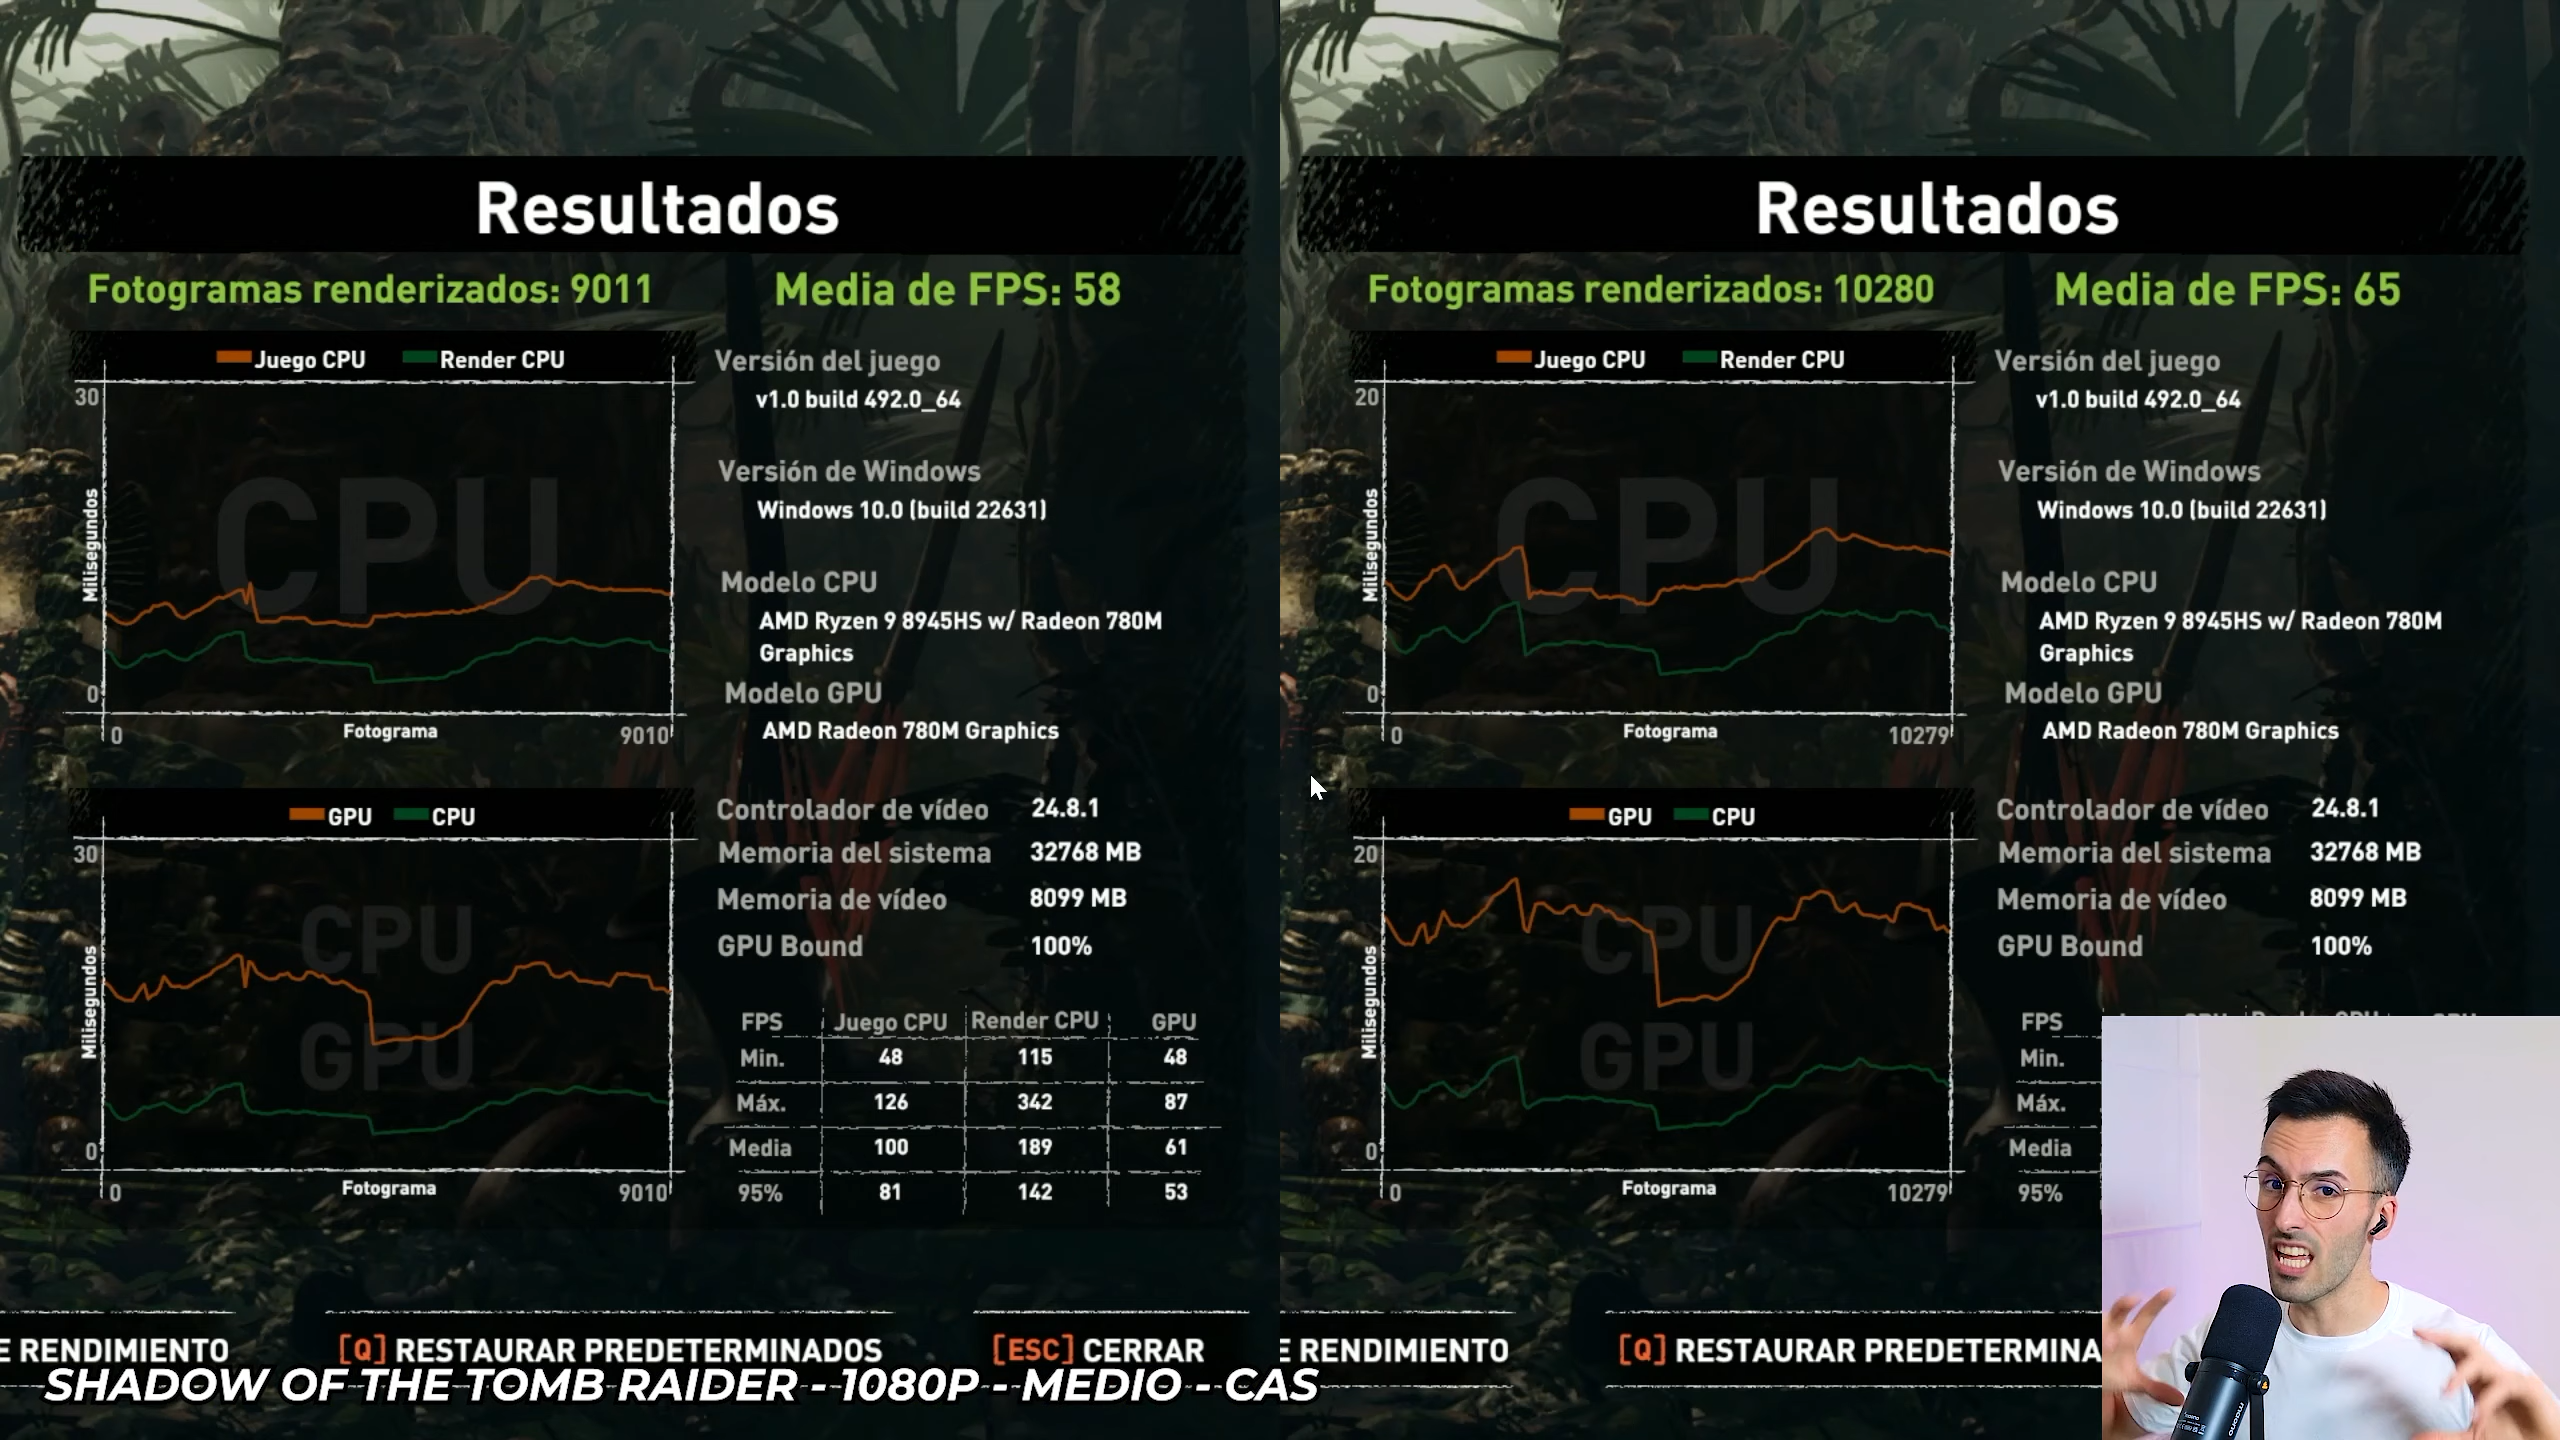 Resultados
Fotogramas renderizados: 9011
Media de FPS: 58
Juego CPU
Render CPU
30
CPU
Milisegundos
0
0
Fotograma
9010
Versión del juego
v1.0 build 492.0_64
Versión de Windows
Windows 10.0 (build 22631)
Modelo CPU
AMD Ryzen 9 8945HS w/ Radeon 780M
Graphics
Modelo GPU
AMD Radeon 780M Graphics
GPU
CPU
30
CPU
GPU
Milisegundos
0
0
Fotograma
9010
Controlador de vídeo 24.8.1
Memoria del sistema 32768 MB
Memoria de vídeo 8099 MB
GPU Bound 100%
FPS Juego CPU Render CPU GPU
Min. 48 115 48
Máx. 126 342 87
Media 100 189 61
95% 81 142 53
E RENDIMIENTO
[Q] RESTAURAR PREDETERMINADOS
[ESC] CERRAR
Resultados
Fotogramas renderizados: 10280
Media de FPS: 65
Juego CPU
Render CPU
20
CPU
Milisegundos
0
0
Fotograma
10279
Versión del juego
v1.0 build 492.0_64
Versión de Windows
Windows 10.0 (build 22631)
Modelo CPU
AMD Ryzen 9 8945HS w/ Radeon 780M
Graphics
Modelo GPU
AMD Radeon 780M Graphics
GPU
CPU
20
CPU
GPU
Milisegundos
0
0
Fotograma
10279
Controlador de vídeo 24.8.1
Memoria del sistema 32768 MB
Memoria de vídeo 8099 MB
GPU Bound 100%
FPS
Min.
Máx.
Media
95%
E RENDIMIENTO
[Q] RESTAURAR PREDETERMINA
SHADOW OF THE TOMB RAIDER - 1080P - MEDIO - CAS